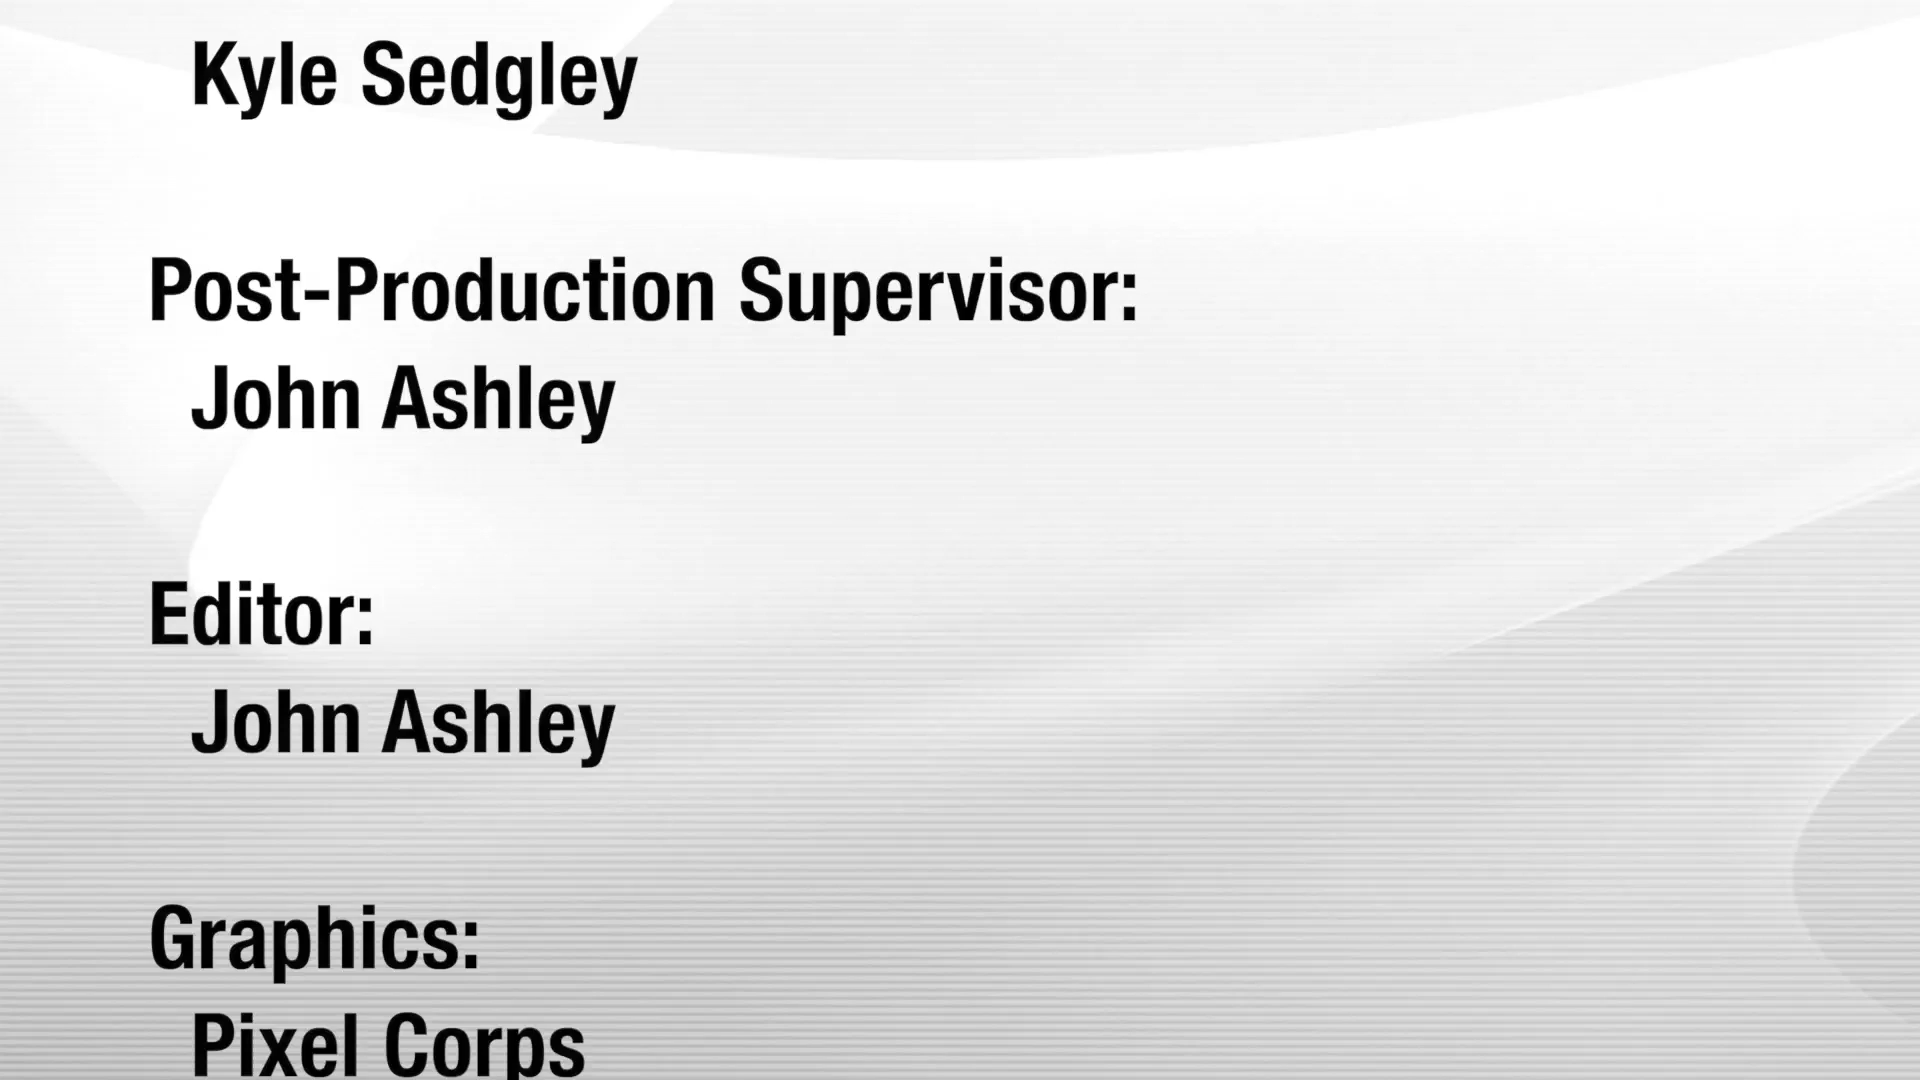 Kyle Sedgley
Post-Production Supervisor:
John Ashley
Editor:
John Ashley
Graphics:
Pixel Corps